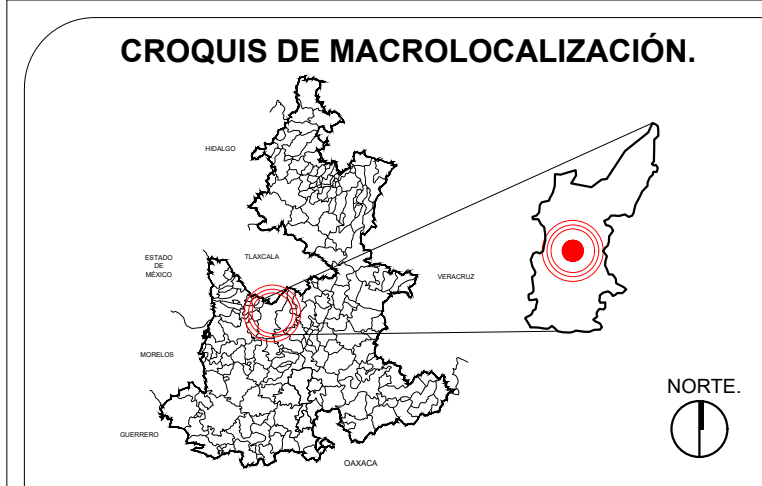 CROQUIS DE MACROLOCALIZACIÓN.
HIDALGO
ESTADO
DE
MÉXICO
TLAXCALA
VERACRUZ
MORELOS
NORTE.
GUERRERO
OAXACA